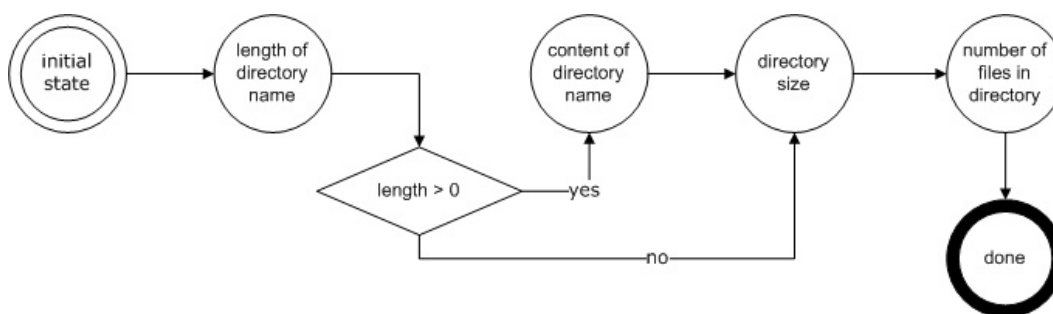 initial
state
length of
directory
name
length > 0
yes
no
content of
directory
name
directory
size
number of
files in
directory
done